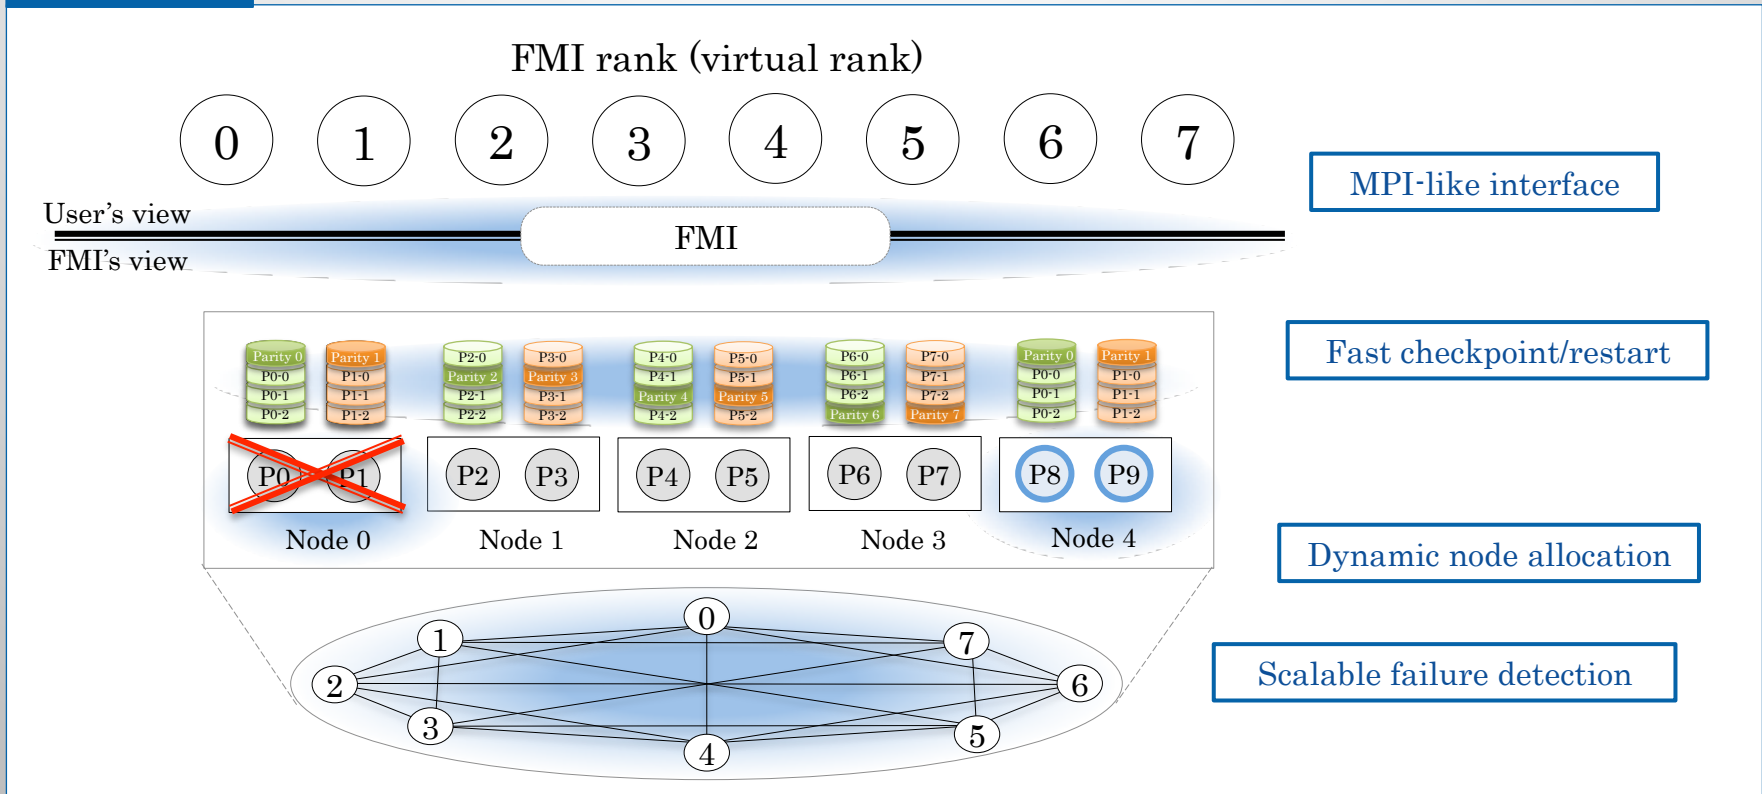 FMI rank (virtual rank)
0 1 2 3 4 5 6 7
MPI-like interface
User's view
FMI
FMI's view
Fast checkpoint/restart
Parity 0 Parity 1 P2-0 P3-0 P4-0 P5-0 P6-0 P7-0 Parity 0 Parity 1
P0-0 P1-0 Parity 2 Parity 3 P4-1 P5-1 P6-1 P7-1 P0-0 P1-0
P0-1 P1-1 P2-1 P3-1 Parity 4 Parity 5 P6-2 P7-2 P0-1 P1-1
P0-2 P1-2 P2-2 P3-2 P4-2 P5-2 Parity 6 Parity 7 P0-2 P1-2
P0 P1 P2 P3 P4 P5 P6 P7 P8 P9
Node 0 Node 1 Node 2 Node 3 Node 4
Dynamic node allocation
0
1 7
2 6
3 5
4
Scalable failure detection